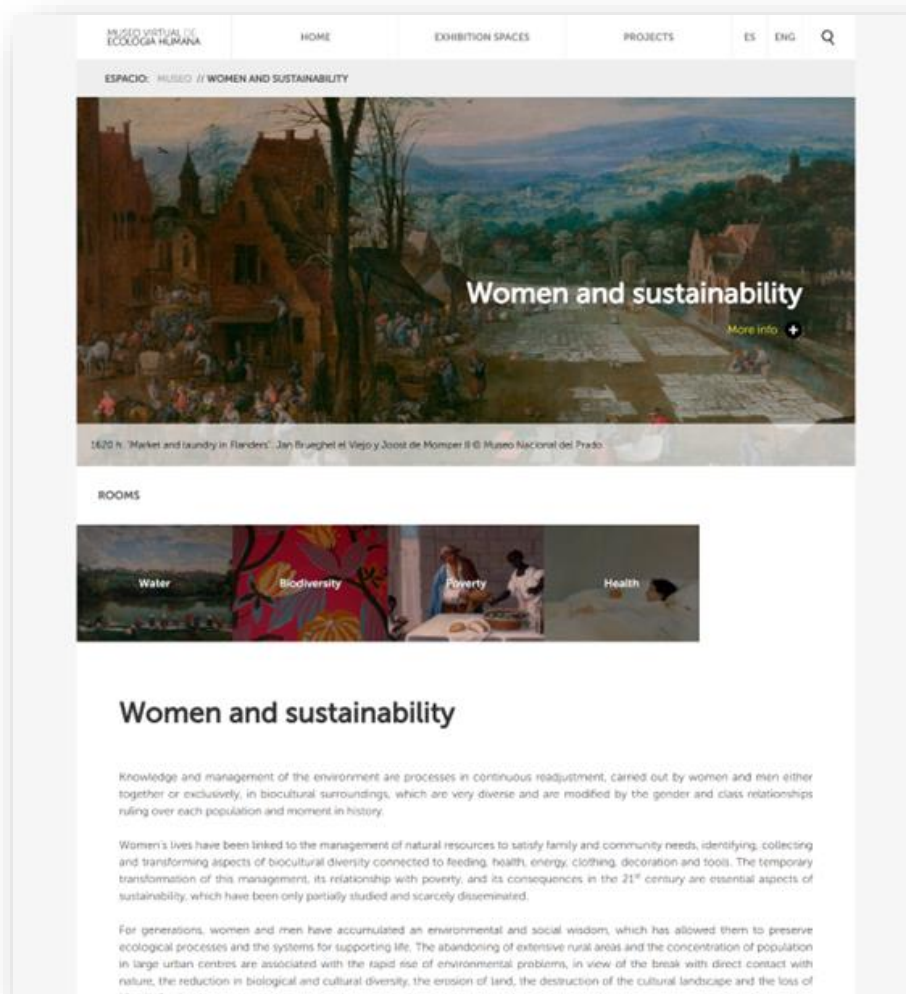 MUSEO VIRTUAL DE
ECOLOGÍA HUMANA
HOME
EXHIBITION SPACES
PROJECTS
ES
ENG
ESPACIO: MUSEO // WOMEN AND SUSTAINABILITY
Women and sustainability
More info
1620 h. "Market and laundry in Flanders". Jan Brueghel el Viejo y Joost de Momper II © Museo Nacional del Prado.
ROOMS
Water
Biodiversity
Poverty
Health
Women and sustainability
Knowledge and management of the environment are processes in continuous readjustment, carried out by women and men either
together or exclusively, in biocultural surroundings, which are very diverse and are modified by the gender and class relationships
ruling over each population and moment in history.
Women's lives have been linked to the management of natural resources to satisfy family and community needs, identifying, collecting
and transforming aspects of biocultural diversity connected to feeding, health, energy, clothing, decoration and tools. The temporary
transformation of this management, its relationship with poverty, and its consequences in the 21st century are essential aspects of
sustainability, which have been only partially studied and scarcely disseminated.
For generations, women and men have accumulated an environmental and social wisdom, which has allowed them to preserve
ecological processes and the systems for supporting life. The abandoning of extensive rural areas and the concentration of population
in large urban centres are associated with the rapid rise of environmental problems, in view of the break with direct contact with
nature, the reduction in biological and cultural diversity, the erosion of land, the destruction of the cultural landscape and the loss of